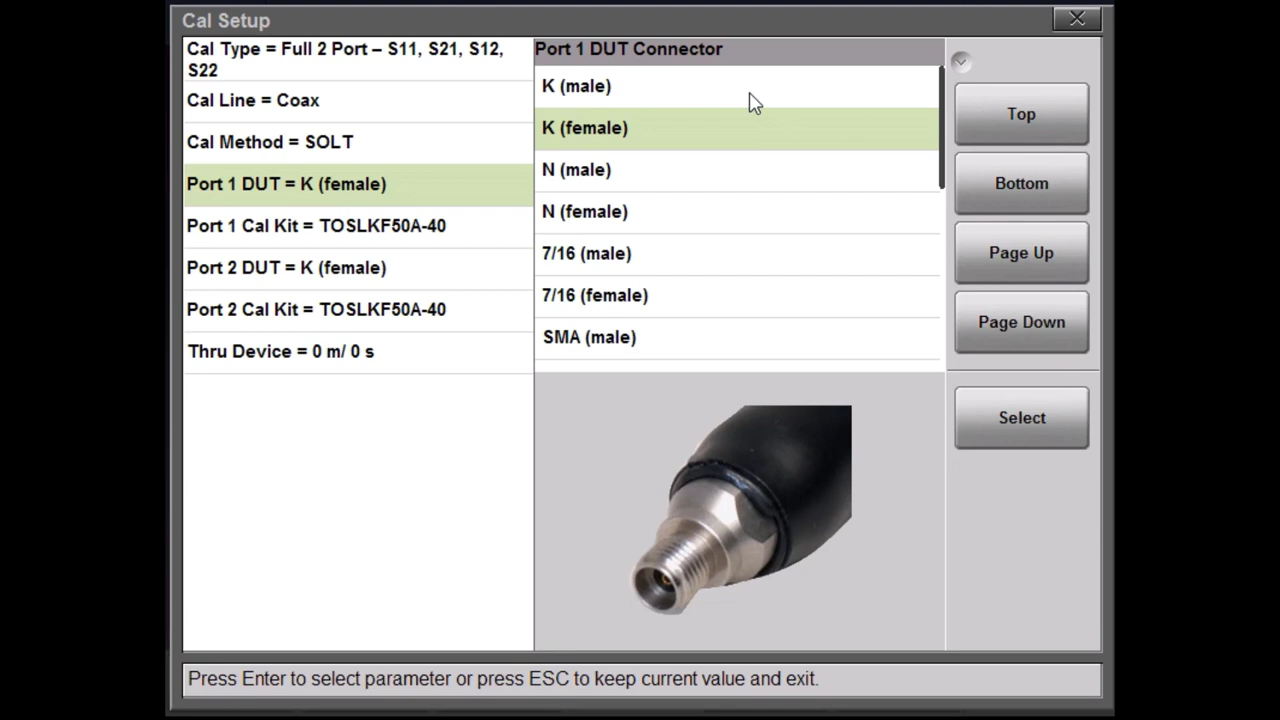 Cal Setup
Cal Type = Full 2 Port – S11, S21, S12,
S22
Cal Line = Coax
Cal Method = SOLT
Port 1 DUT = K (female)
Port 1 Cal Kit = TOSLKF50A-40
Port 2 DUT = K (female)
Port 2 Cal Kit = TOSLKF50A-40
Thru Device = 0 m/ 0 s
Port 1 DUT Connector
K (male)
K (female)
N (male)
N (female)
7/16 (male)
7/16 (female)
SMA (male)
Top
Bottom
Page Up
Page Down
Select
Press Enter to select parameter or press ESC to keep current value and exit.